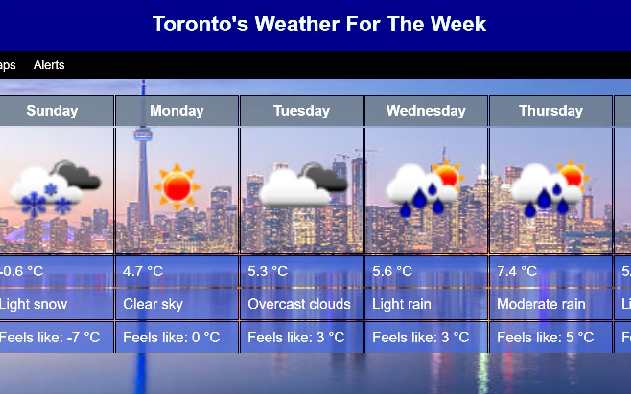 Toronto's Weather For The Week
aps Alerts
Sunday Monday Tuesday Wednesday Thursday
-0.6 °C 4.7 °C 5.3 °C 5.6 °C 7.4 °C 5.
Light snow Clear sky Overcast clouds Light rain Moderate rain Li
Feels like: -7 °C Feels like: 0 °C Feels like: 3 °C Feels like: 3 °C Feels like: 5 °C Fe